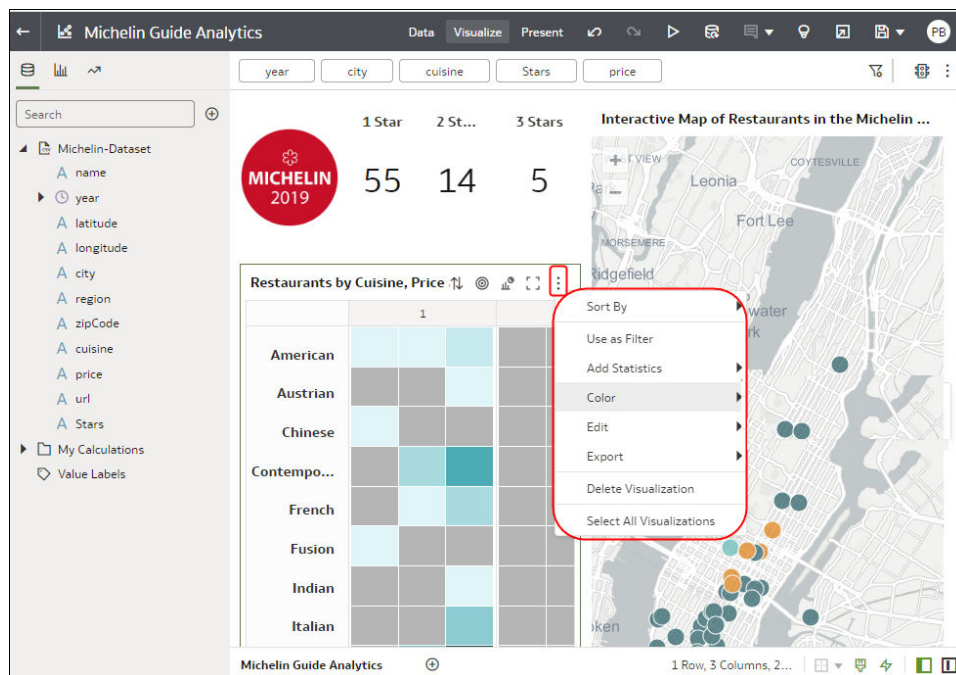 Michelin Guide Analytics
Data Visualize Present
PB
year city cuisine Stars price
Search
Michelin-Dataset
name
year
latitude
longitude
city
region
zipCode
cuisine
price
url
Stars
My Calculations
Value Labels
MICHELIN
2019
1 Star 2 St... 3 Stars
55 14 5
Restaurants by Cuisine, Price
1
American
Austrian
Chinese
Contempo...
French
Fusion
Indian
Italian
Sort By
Use as Filter
Add Statistics
Color
Edit
Export
Delete Visualization
Select All Visualizations
Interactive Map of Restaurants in the Michelin ...
COYTESVILLE
Leonia
Fort Lee
MORSEMERE
Ridgefield
Michelin Guide Analytics
1 Row, 3 Columns, 2...